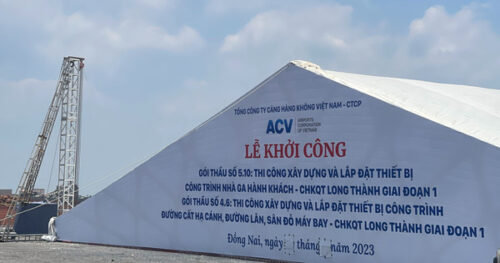 TỔNG CÔNG TY CẢNG HÀNG KHÔNG VIỆT NAM - CTCP
ACV AIRPORTS CORPORATION OF VIETNAM
LỄ KHỞI CÔNG
GÓI THẦU SỐ 5.10: THI CÔNG XÂY DỰNG VÀ LẮP ĐẶT THIẾT BỊ
CÔNG TRÌNH NHÀ GA HÀNH KHÁCH - CHKQT LONG THÀNH GIAI ĐOẠN 1
GÓI THẦU SỐ 4.6: THI CÔNG XÂY DỰNG VÀ LẮP ĐẶT THIẾT BỊ CÔNG TRÌNH
ĐƯỜNG CẤT HẠ CÁNH, ĐƯỜNG LĂN, SÂN ĐỖ MÁY BAY - CHKQT LONG THÀNH GIAI ĐOẠN 1
Đồng Nai, ngày tháng năm 2023